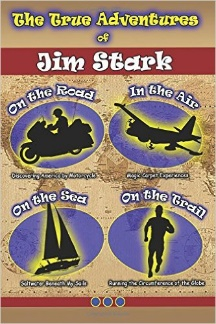 The True Adventures
of
Jim Stark
On the Road
In the Air
Discovering America by Motorcycle
Magic Carpet Experiences
On the Sea
On the Trail
Saltwater Beneath My Sails
Running the Circumference of the Globe